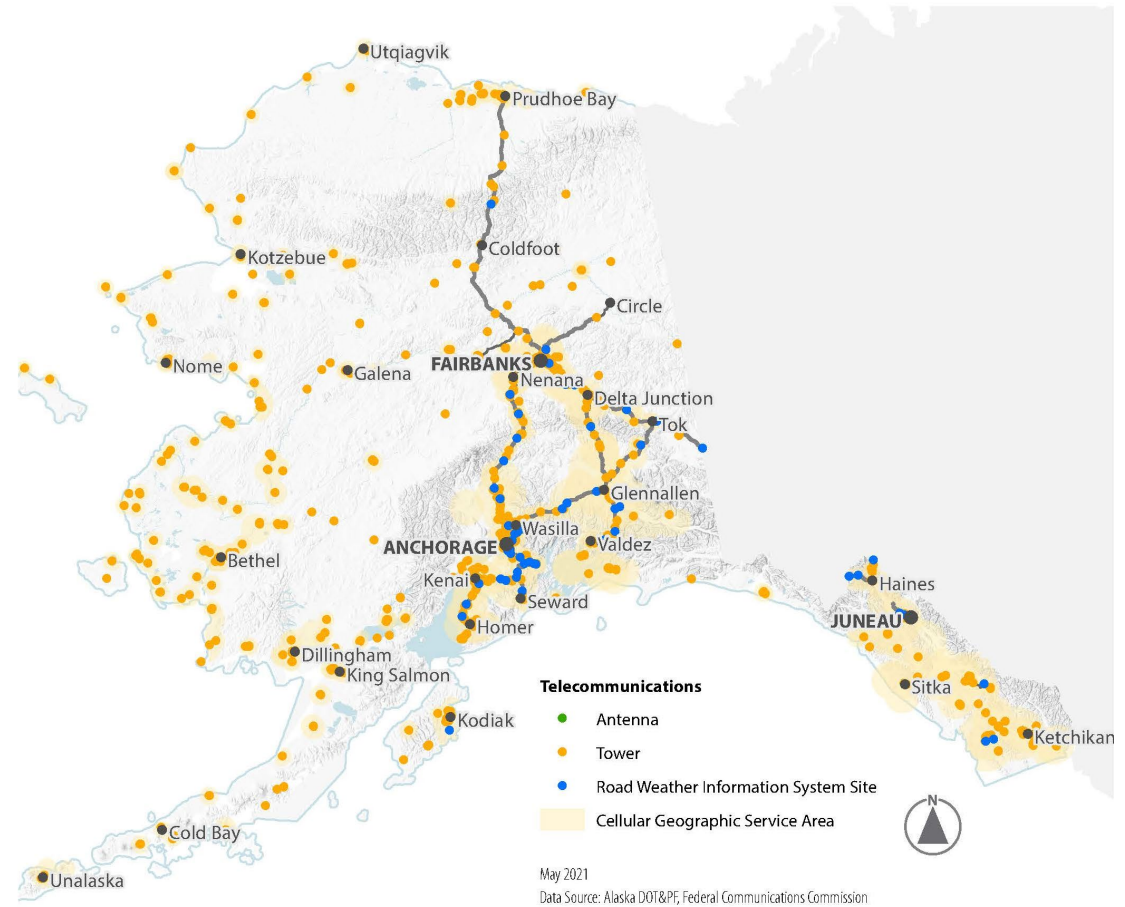 Utqiagvik
Prudhoe Bay
Coldfoot
Kotzebue
Circle
Nome
Galena
FAIRBANKS
Nenana
Delta Junction
Tok
Glennallen
Wasilla
ANCHORAGE
Valdez
Bethel
Kenai
Seward
Haines
JUNEAU
Homer
Dillingham
King Salmon
Sitka
Kodiak
Ketchikan
Cold Bay
Unalaska
Telecommunications
Antenna
Tower
Road Weather Information System Site
Cellular Geographic Service Area
N
May 2021
Data Source: Alaska DOT&PF, Federal Communications Commission